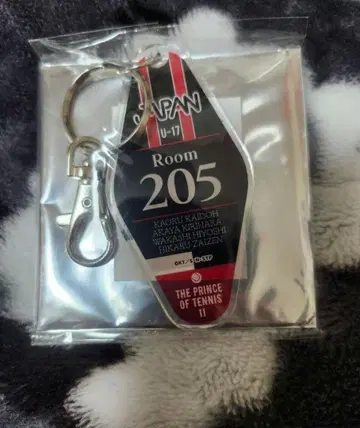 JAPAN
U-17
Room
205
KAORU KAIDOH
AKAYA KIRIHARA
WAKASHI HIYOSHI
HIKARU ZAIZEN
THE PRINCE
OF TENNIS
II